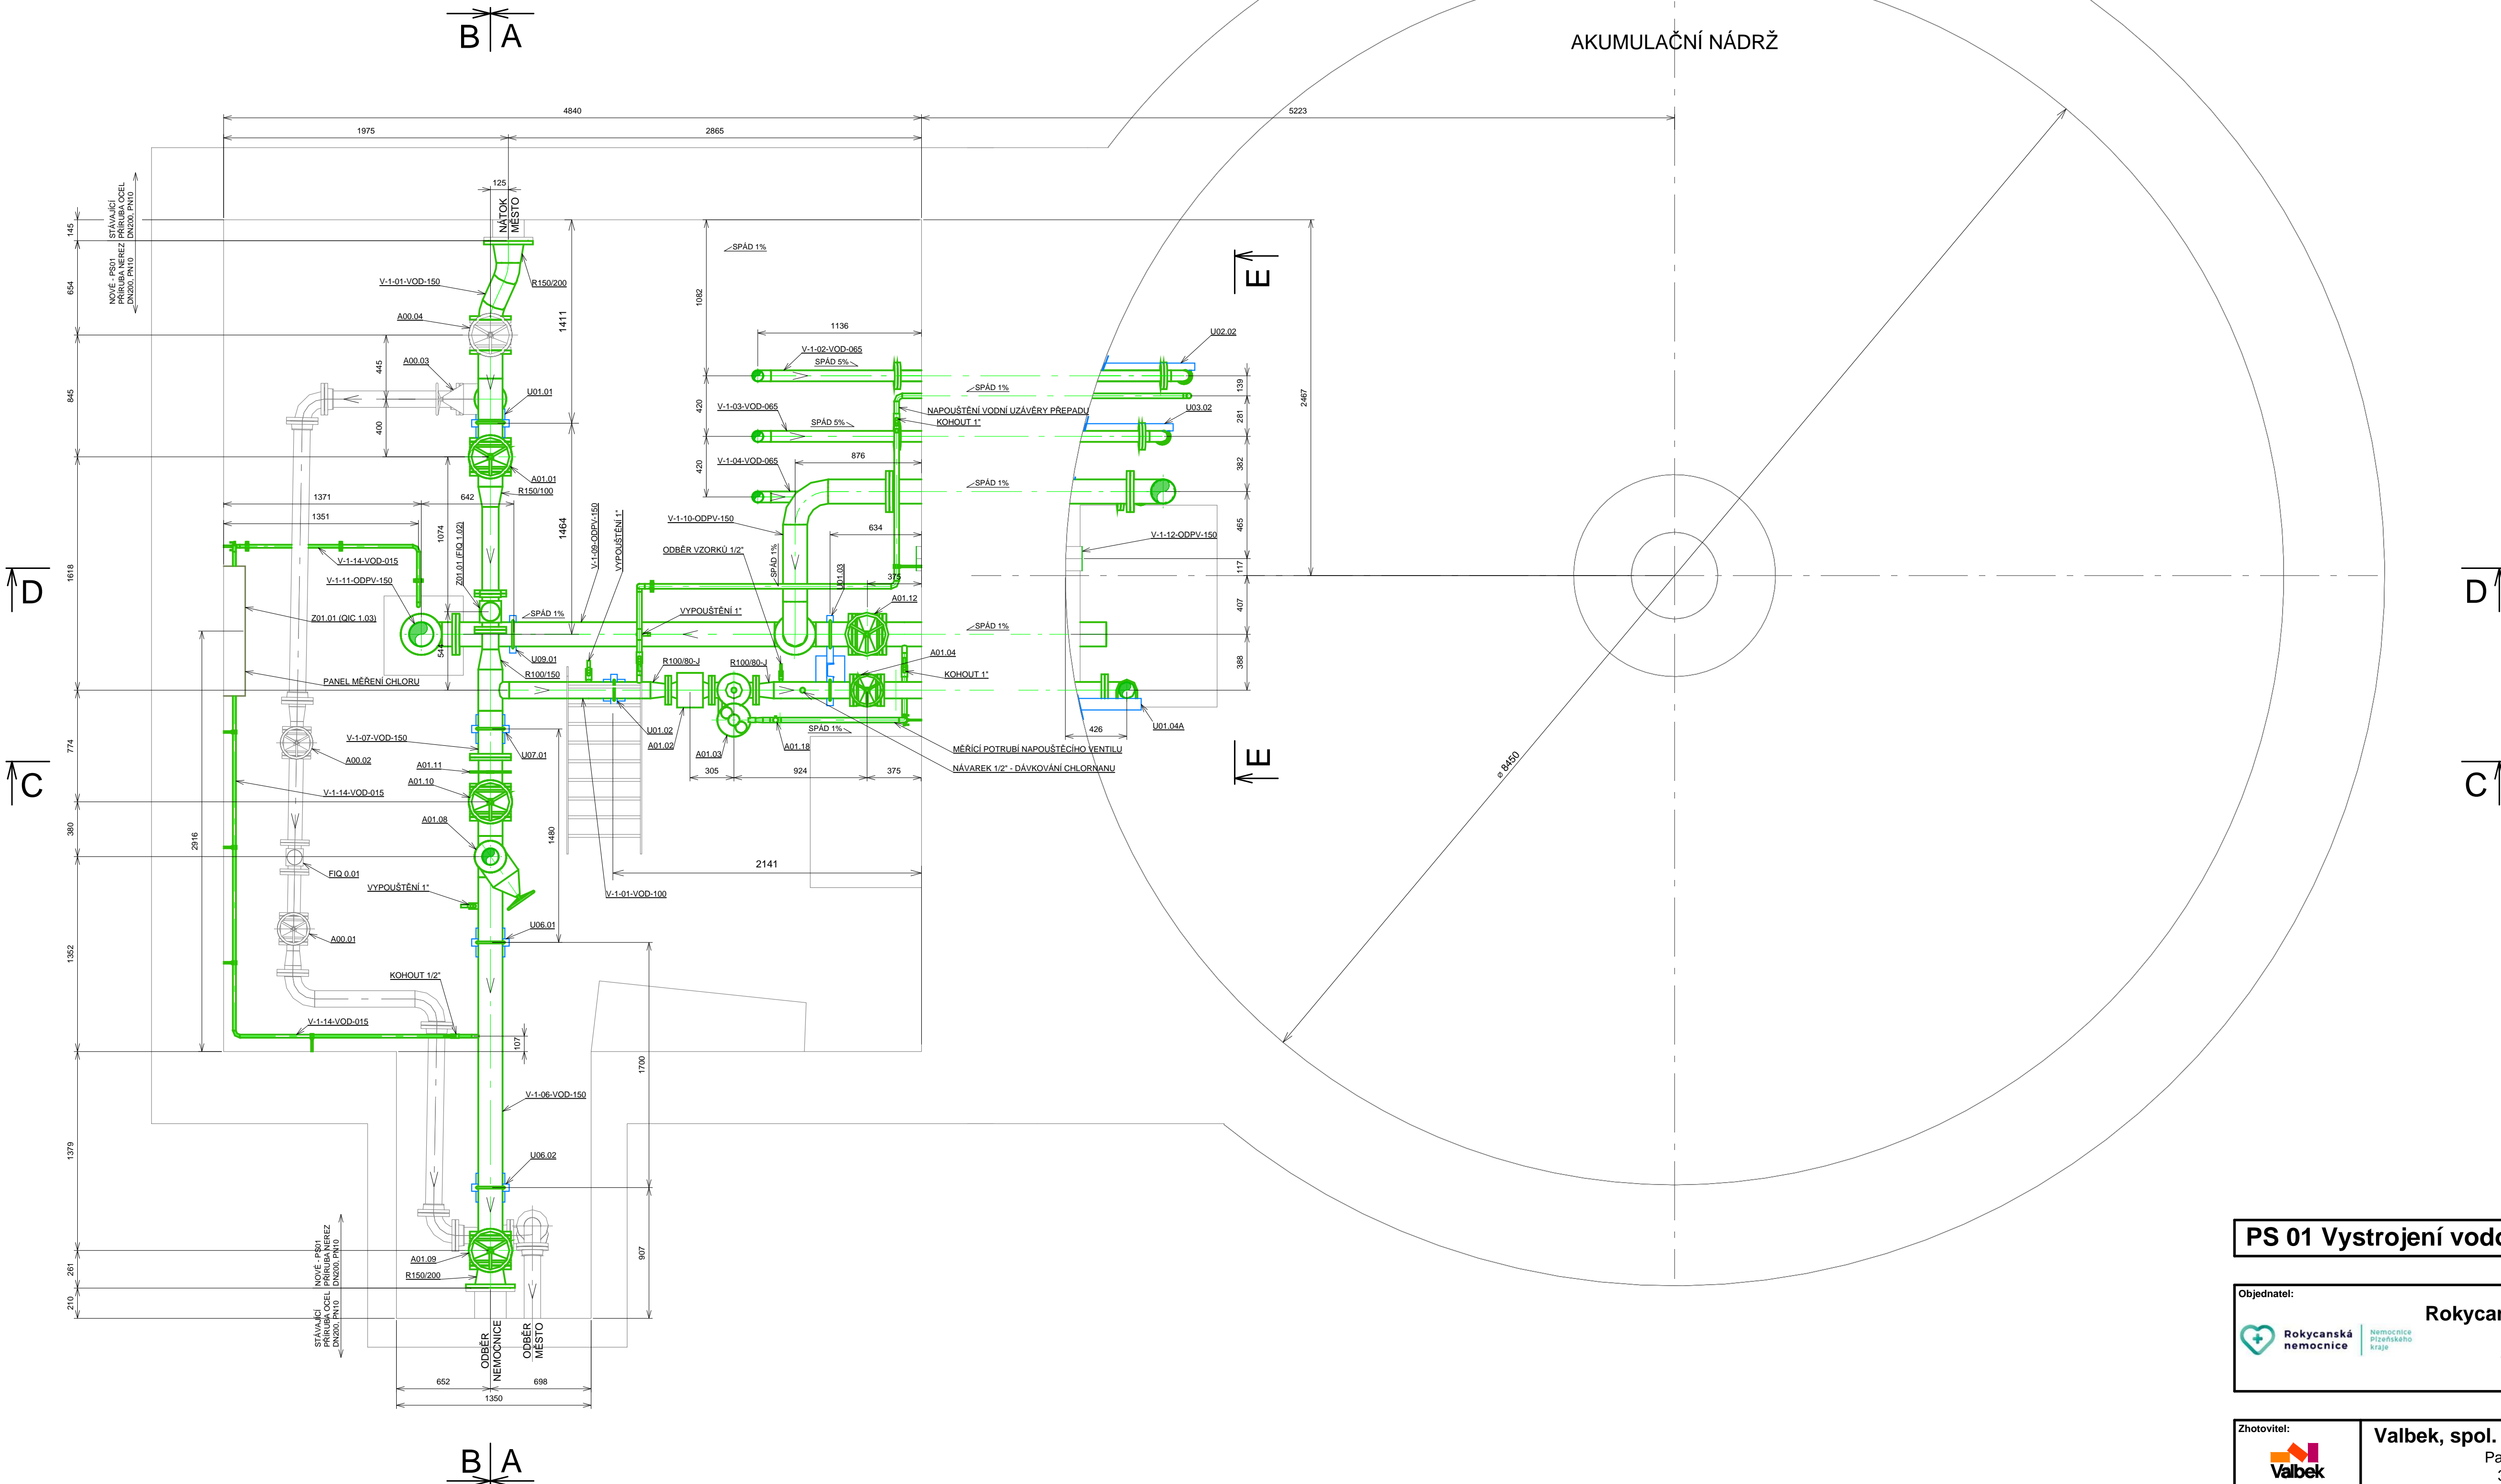 B A
AKUMULAČNÍ NÁDRŽ
4840
5223
1975
2865
125
NÁTOK
MĚSTO
STÁVAJÍCÍ
PŘÍRUBA OCEL
DN200, PN10
NOVĚ - PS01
PŘÍRUBA NEREZ
DN200, PN10
145
654
845
1618
774
380
1352
1379
261
210
SPÁD 1%
V-1-01-VOD-150
R150/200
A00.04
1411
1082
E
445
A00.03
400
U01.01
1136
V-1-02-VOD-065
SPÁD 5%
U02.02
SPÁD 1%
139
2467
420
V-1-03-VOD-065
SPÁD 5%
NAPOUŠTĚNÍ VODNÍ UZÁVĚRY PŘEPADU
KOHOUT 1"
U03.02
281
420
V-1-04-VOD-065
876
382
A01.01
R150/100
SPÁD 1%
1371
642
1351
1074
Z01.01 (FIQ 1.02)
1464
V-1-09-ODPV-150
VYPOUŠTĚNÍ 1"
V-1-10-ODPV-150
634
465
ODBĚR VZORKŮ 1/2"
SPÁD 1%
U01.03
V-1-12-ODPV-150
V-1-14-VOD-015
V-1-11-ODPV-150
375
117
D
D
A01.12
407
Z01.01 (QIC 1.03)
SPÁD 1%
VYPOUŠTĚNÍ 1"
SPÁD 1%
544
U09.01
R100/150
R100/80-J
R100/80-J
A01.04
KOHOUT 1"
388
PANEL MĚŘENÍ CHLORU
U01.02
A01.02
A01.03
SPÁD 1%
A01.18
U01.04A
426
V-1-07-VOD-150
U07.01
A00.02
A01.11
A01.10
MĚŘÍCÍ POTRUBÍ NAPOUŠTĚCÍHO VENTILU
NÁVAREK 1/2" - DÁVKOVÁNÍ CHLORNANU
305
924
375
E
C
C
ø 8450
V-1-14-VOD-015
A01.08
2916
1480
2141
FIQ 0.01
VYPOUŠTĚNÍ 1"
V-1-01-VOD-100
U06.01
A00.01
KOHOUT 1/2"
V-1-14-VOD-015
107
1700
V-1-06-VOD-150
U06.02
907
NOVĚ - PS01
PŘÍRUBA NEREZ
DN200, PN10
STÁVAJÍCÍ
PŘÍRUBA OCEL
DN200, PN10
A01.09
R150/200
ODBĚR
NEMOCNICE
ODBĚR
MĚSTO
652
698
1350
B A
PS 01 Vystrojení vod
Objednatel:
Rokycan
Rokycanská
nemocnice
Nemocnice
Plzeňského
kraje
Zhotovitel:
Valbek
Valbek, spol.
Pa
3